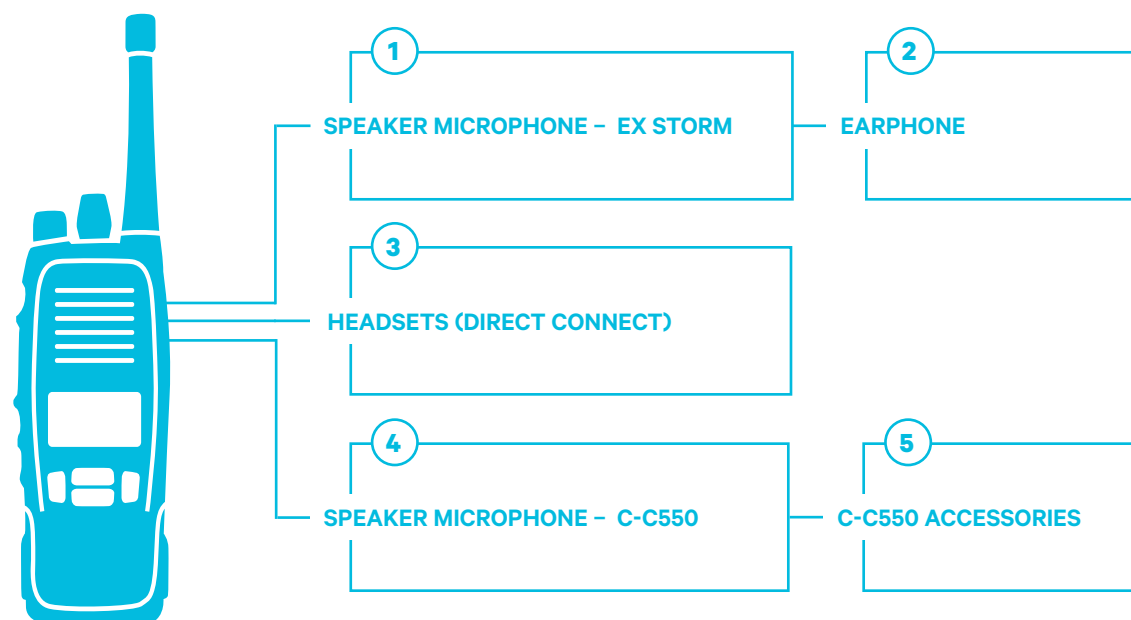 1
SPEAKER MICROPHONE – EX STORM
2
EARPHONE
3
HEADSETS (DIRECT CONNECT)
4
SPEAKER MICROPHONE – C-C550
5
C-C550 ACCESSORIES